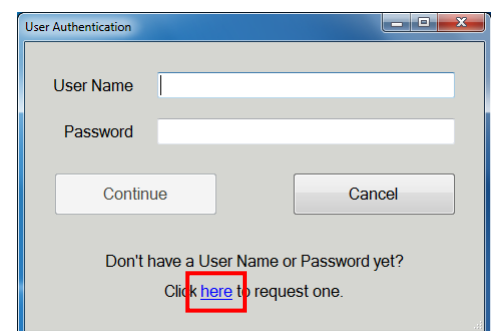 User Authentication
User Name
Password
Continue
Cancel
Don't have a User Name or Password yet?
Click here to request one.